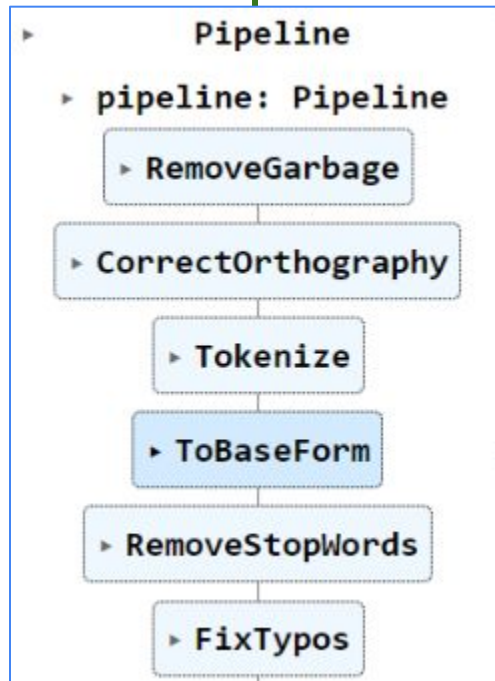 Pipeline
pipeline: Pipeline
RemoveGarbage
CorrectOrthography
Tokenize
ToBaseForm
RemoveStopWords
FixTypos